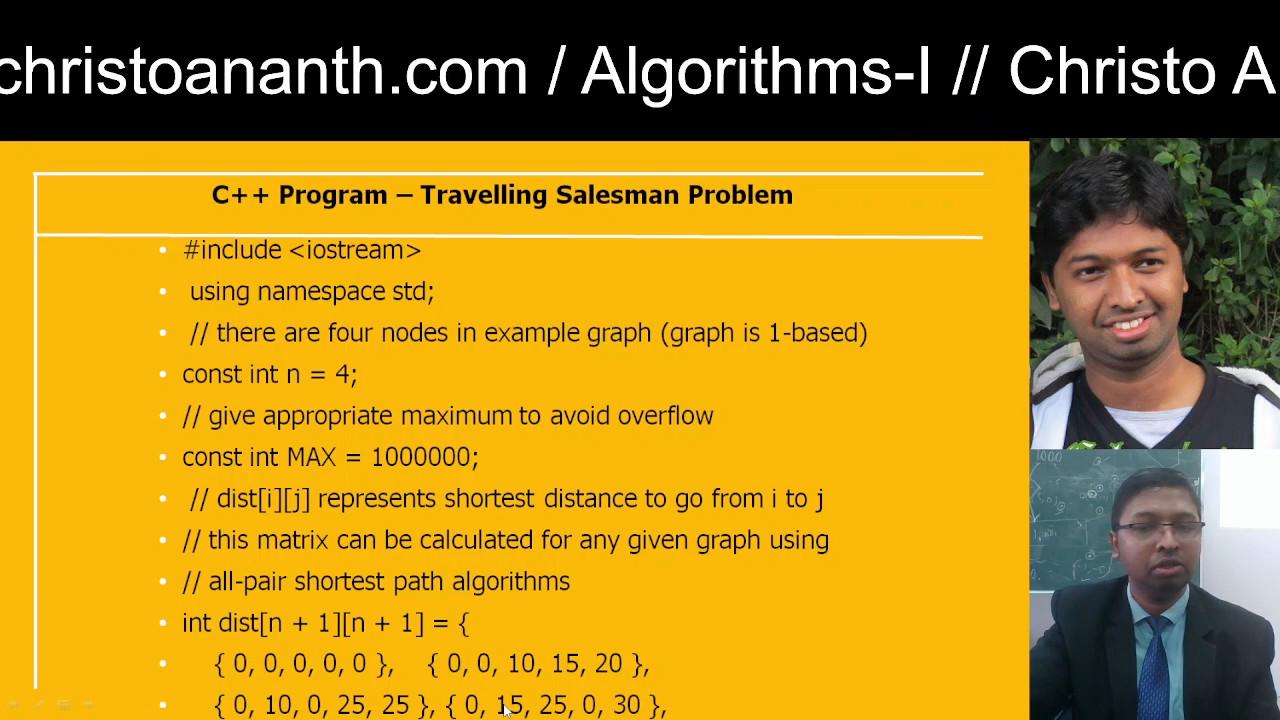 christoananth.com / Algorithms-I // Christo A
C++ Program – Travelling Salesman Problem
• #include <iostream>
• using namespace std;
• // there are four nodes in example graph (graph is 1-based)
• const int n = 4;
• // give appropriate maximum to avoid overflow
• const int MAX = 1000000;
• // dist[i][j] represents shortest distance to go from i to j
• // this matrix can be calculated for any given graph using
• // all-pair shortest path algorithms
• int dist[n + 1][n + 1] = {
• { 0, 0, 0, 0, 0 }, { 0, 0, 10, 15, 20 },
• { 0, 10, 0, 25, 25 }, { 0, 15, 25, 0, 30 },